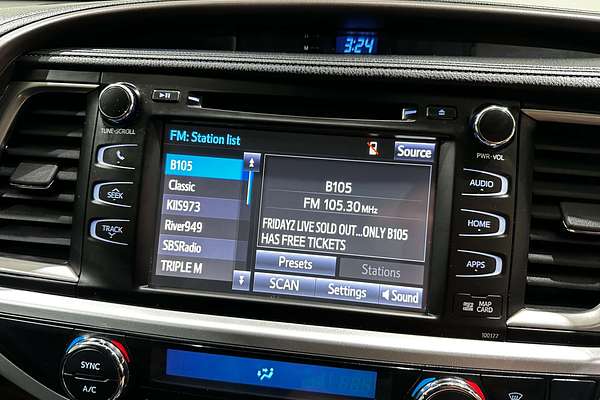 3:24
TUNE•SCROLL
FM: Station list
Source
PWR•VOL
B105
Classic
KIIS973
River949
SBSRadio
TRIPLE M
B105
FM 105.30 MHz
FRIDAYZ LIVE SOLD OUT...ONLY B105
HAS FREE TICKETS
Presets
Stations
SCAN
Settings
Sound
SEEK
TRACK
AUDIO
HOME
APPS
MAP
CARD
100177
SYNC
A/C